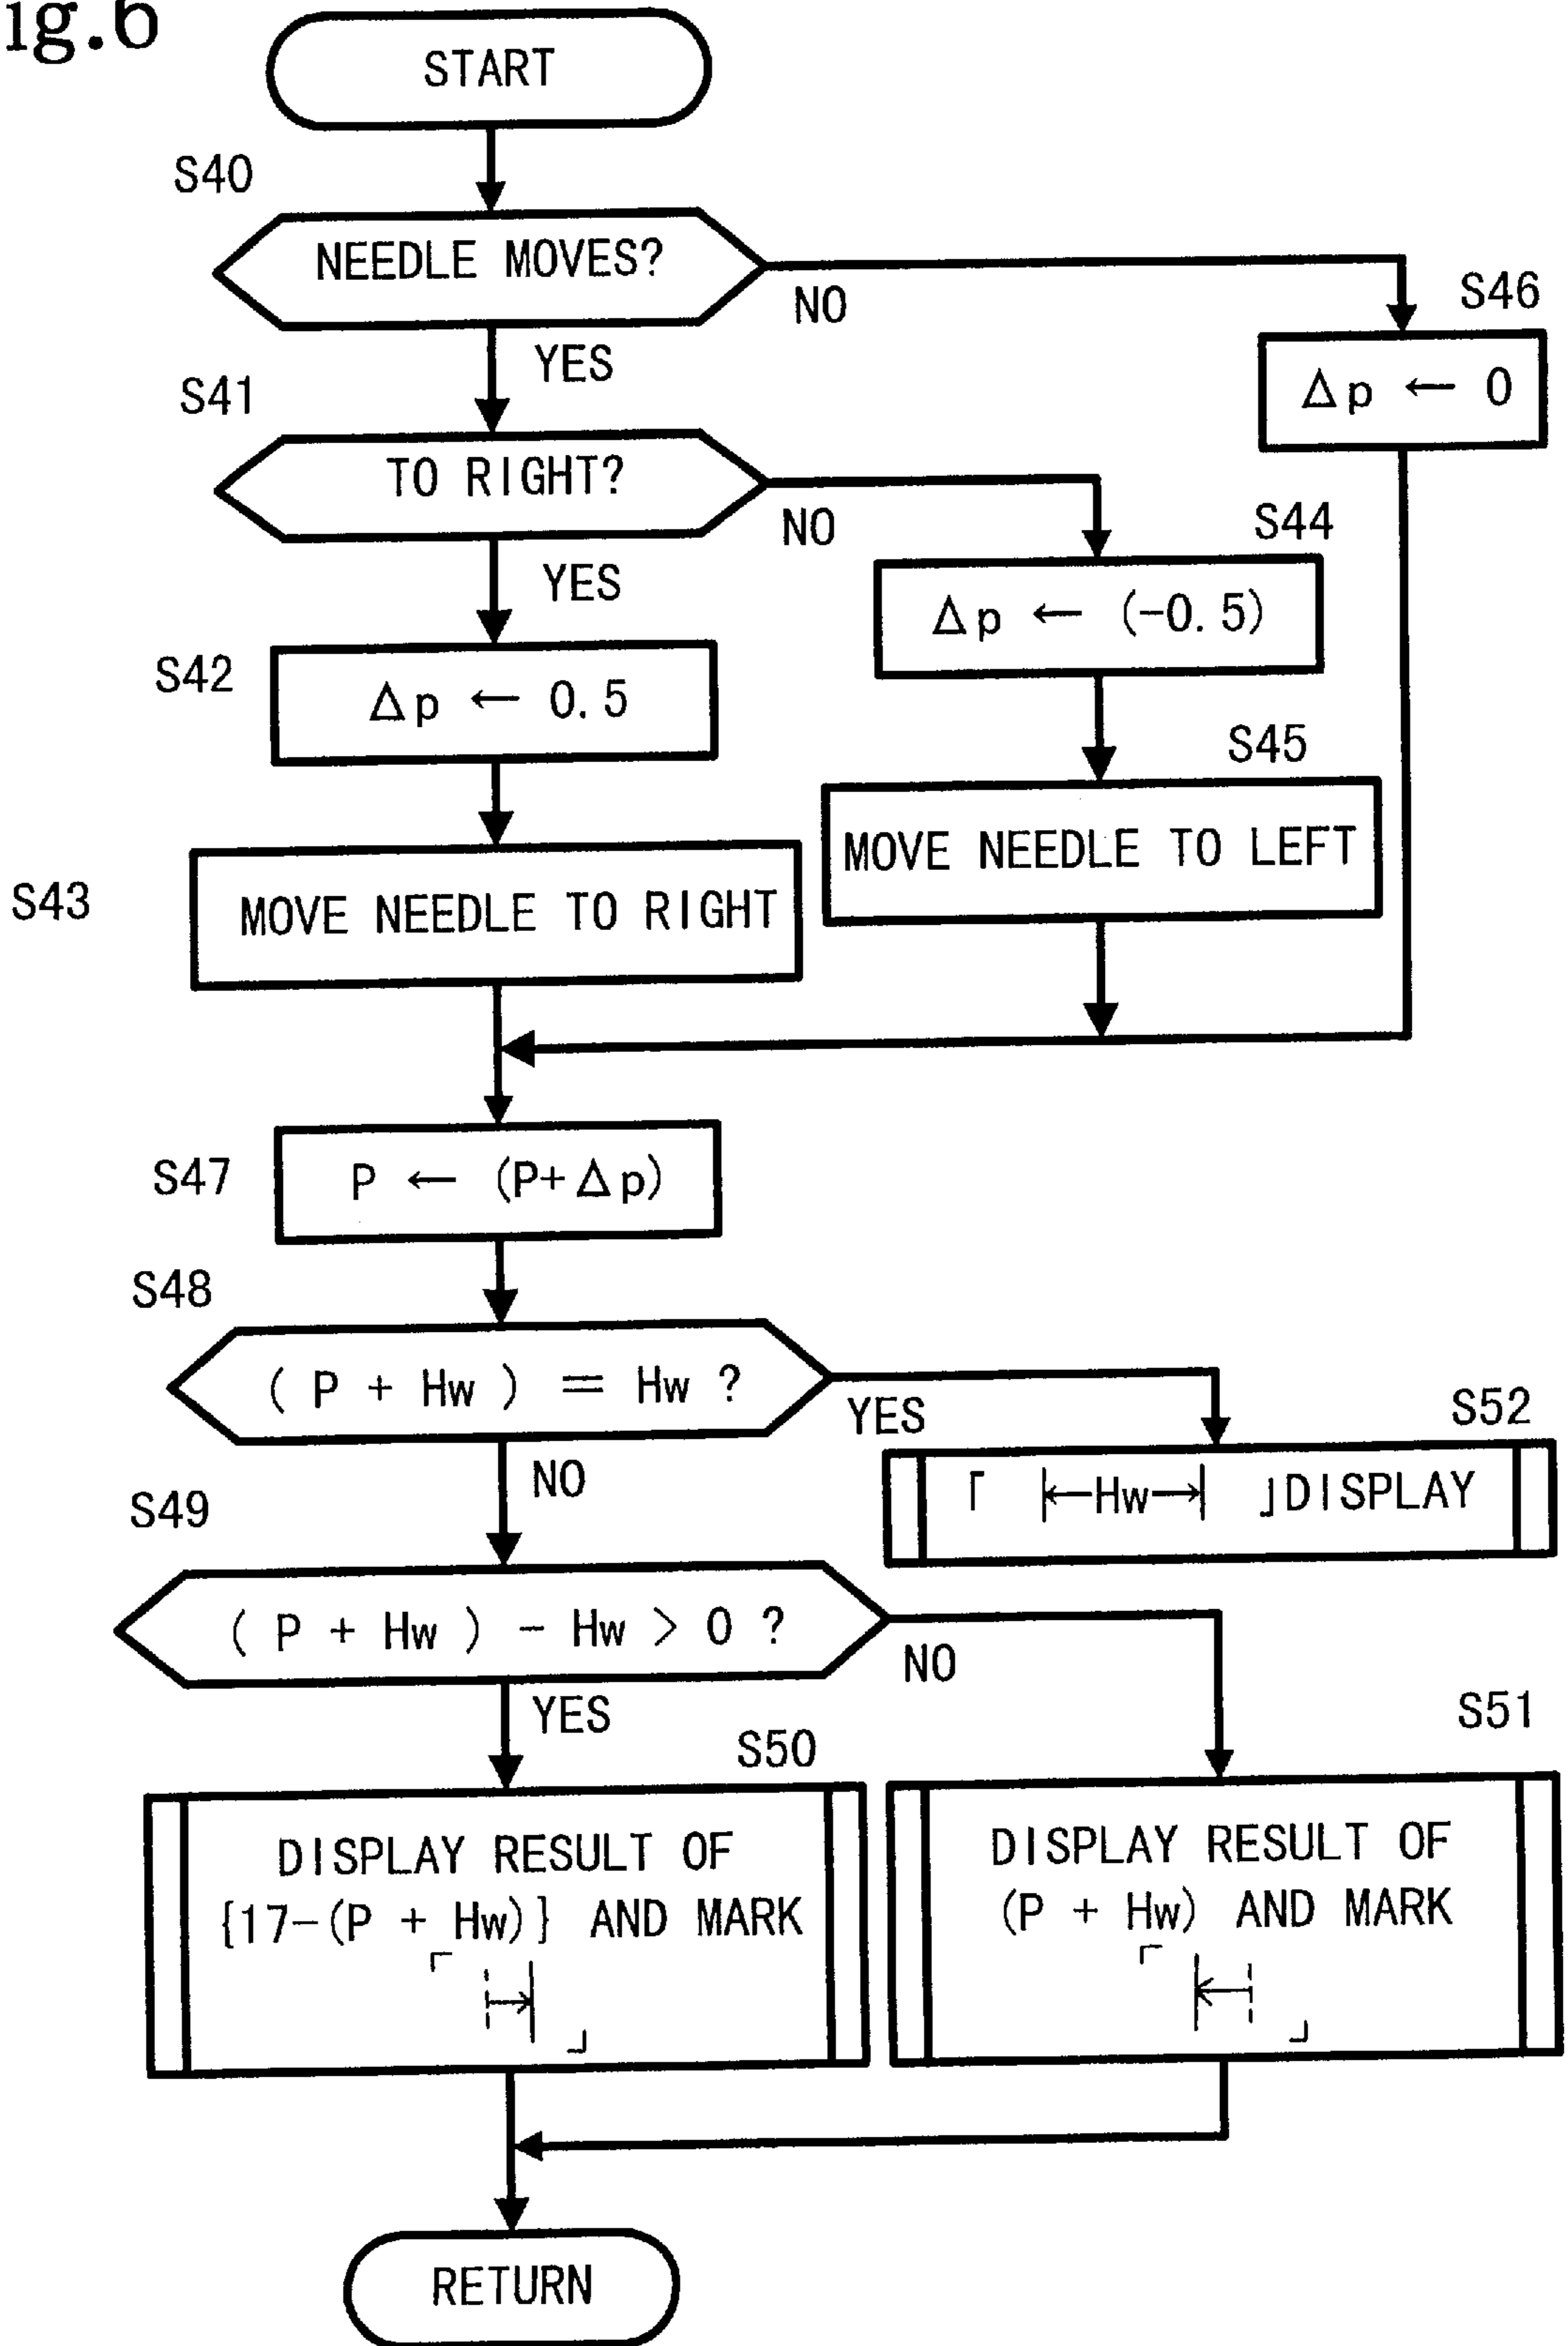 ig.6
START
S40
NEEDLE MOVES?
NO
YES
S46
Δp ← 0
S41
TO RIGHT?
NO
YES
S44
Δp ← (-0.5)
S42
Δp ← 0.5
S45
MOVE NEEDLE TO LEFT
S43
MOVE NEEDLE TO RIGHT
S47
P ← (P+Δp)
S48
( P + Hw ) = Hw ?
YES
NO
S52
「 |←Hw→| 」DISPLAY
S49
( P + Hw ) - Hw > 0 ?
NO
YES
S50
DISPLAY RESULT OF
{17-(P + Hw)} AND MARK
「 」
S51
DISPLAY RESULT OF
(P + Hw) AND MARK
「 」
RETURN